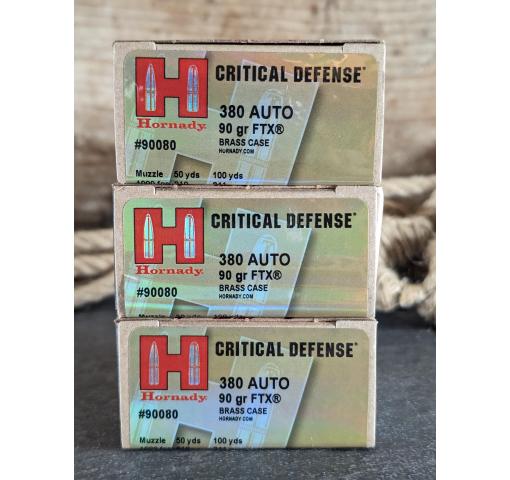 CRITICAL DEFENSE®
380 AUTO
90 gr FTX®
BRASS CASE
HORNADY.COM
Hornady
#90080
Muzzle 50 yds 100 yds
CRITICAL DEFENSE®
380 AUTO
90 gr FTX®
BRASS CASE
HORNADY.COM
Hornady
#90080
CRITICAL DEFENSE®
380 AUTO
90 gr FTX®
BRASS CASE
HORNADY.COM
Hornady
#90080
Muzzle 50 yds 100 yds